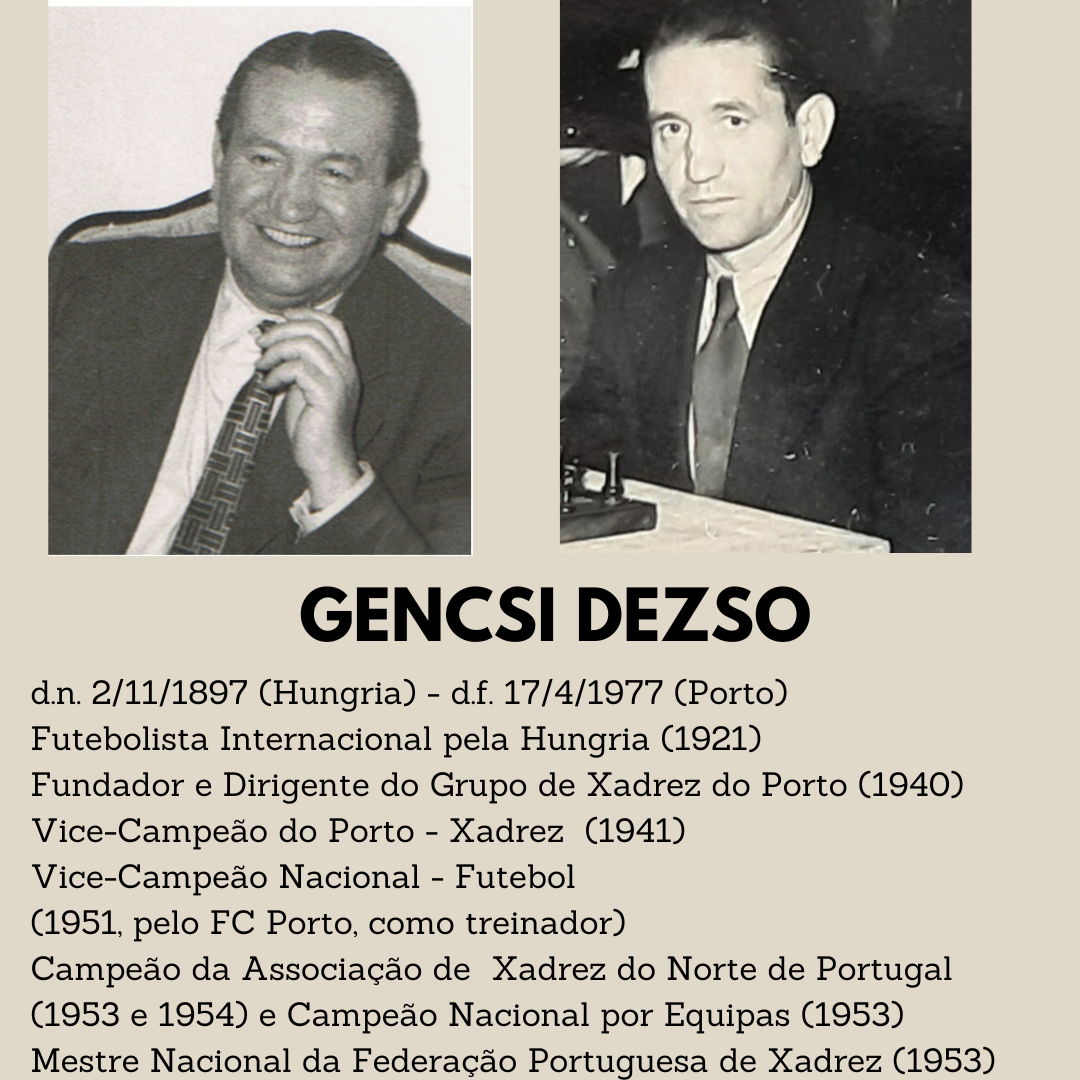 GENCSI DEZSO
d.n. 2/11/1897 (Hungria) - d.f. 17/4/1977 (Porto)
Futebolista Internacional pela Hungria (1921)
Fundador e Dirigente do Grupo de Xadrez do Porto (1940)
Vice-Campeão do Porto - Xadrez (1941)
Vice-Campeão Nacional - Futebol
(1951, pelo FC Porto, como treinador)
Campeão da Associação de Xadrez do Norte de Portugal
(1953 e 1954) e Campeão Nacional por Equipas (1953)
Mestre Nacional da Federação Portuguesa de Xadrez (1953)